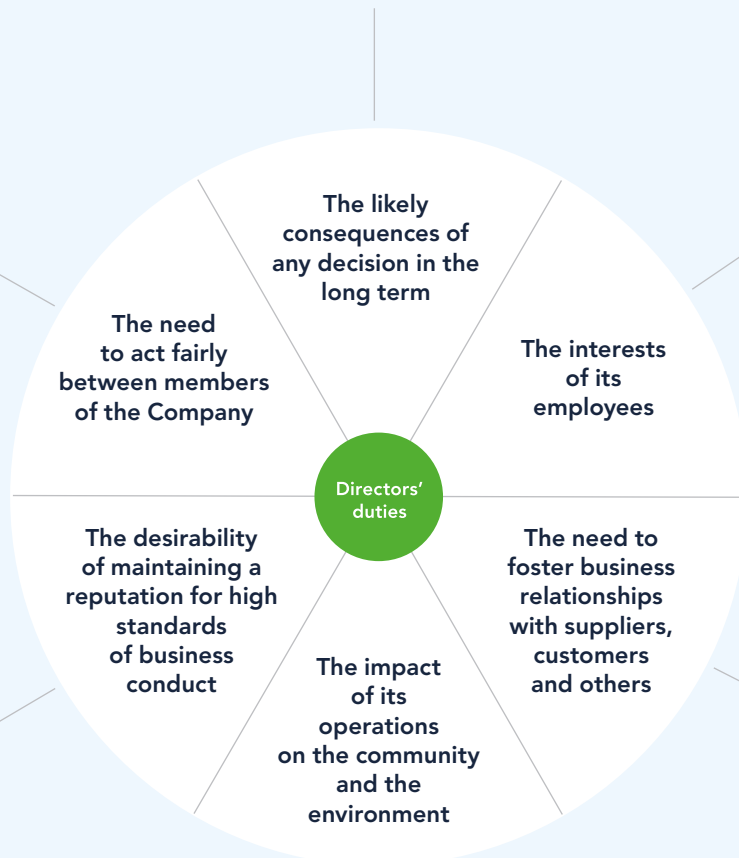 The likely
consequences of
any decision in the
long term
The interests
of its
employees
The need to
foster business
relationships
with suppliers,
customers
and others
The impact
of its
operations
on the community
and the
environment
The desirability
of maintaining a
reputation for high
standards
of business
conduct
The need
to act fairly
between members
of the Company
Directors’
duties